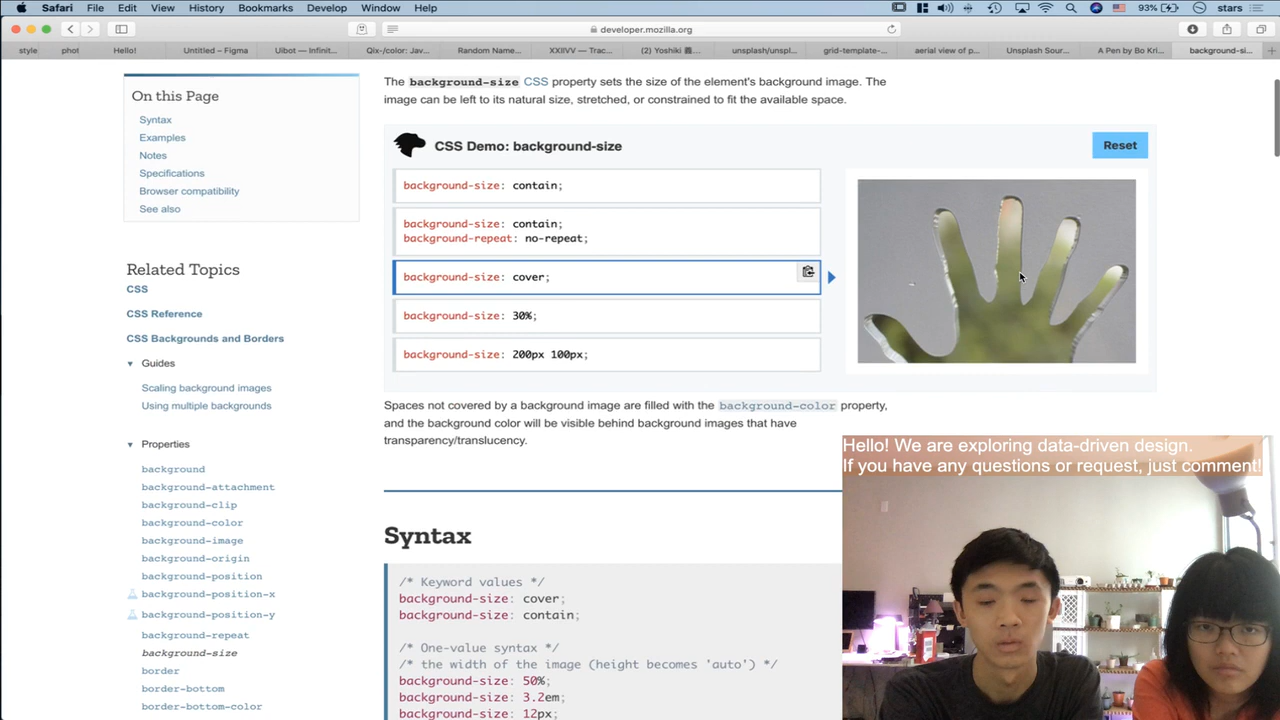 Safari File Edit View History Bookmarks Develop Window Help 93% stars
developer.mozilla.org
style phot Hello! Untitled – Figma Uibot — Infinit... Qix-/color: Jav... Random Name... XXIIVV — Trac... unsplash/unspl... grid-template-... aerial view of p... Unsplash Sour... A Pen by Bo Kri... background-si...
On this Page
Syntax
Examples
Notes
Specifications
Browser compatibility
See also
Related Topics
CSS
CSS Reference
CSS Backgrounds and Borders
Guides
Scaling background images
Using multiple backgrounds
Properties
background
background-attachment
background-clip
background-color
background-image
background-origin
background-position
background-position-x
background-position-y
background-repeat
background-size
border
border-bottom
border-bottom-color
The background-size CSS property sets the size of the element's background image. The
image can be left to its natural size, stretched, or constrained to fit the available space.
CSS Demo: background-size
Reset
background-size: contain;
background-size: contain;
background-repeat: no-repeat;
background-size: cover;
background-size: 30%;
background-size: 200px 100px;
Spaces not covered by a background image are filled with the background-color property,
and the background color will be visible behind background images that have
transparency/translucency.
Syntax
/* Keyword values */
background-size: cover;
background-size: contain;
/* One-value syntax */
/* the width of the image (height becomes 'auto') */
background-size: 50%;
background-size: 3.2em;
background-size: 12px;
Hello! We are exploring data-driven design.
If you have any questions or request, just comment!